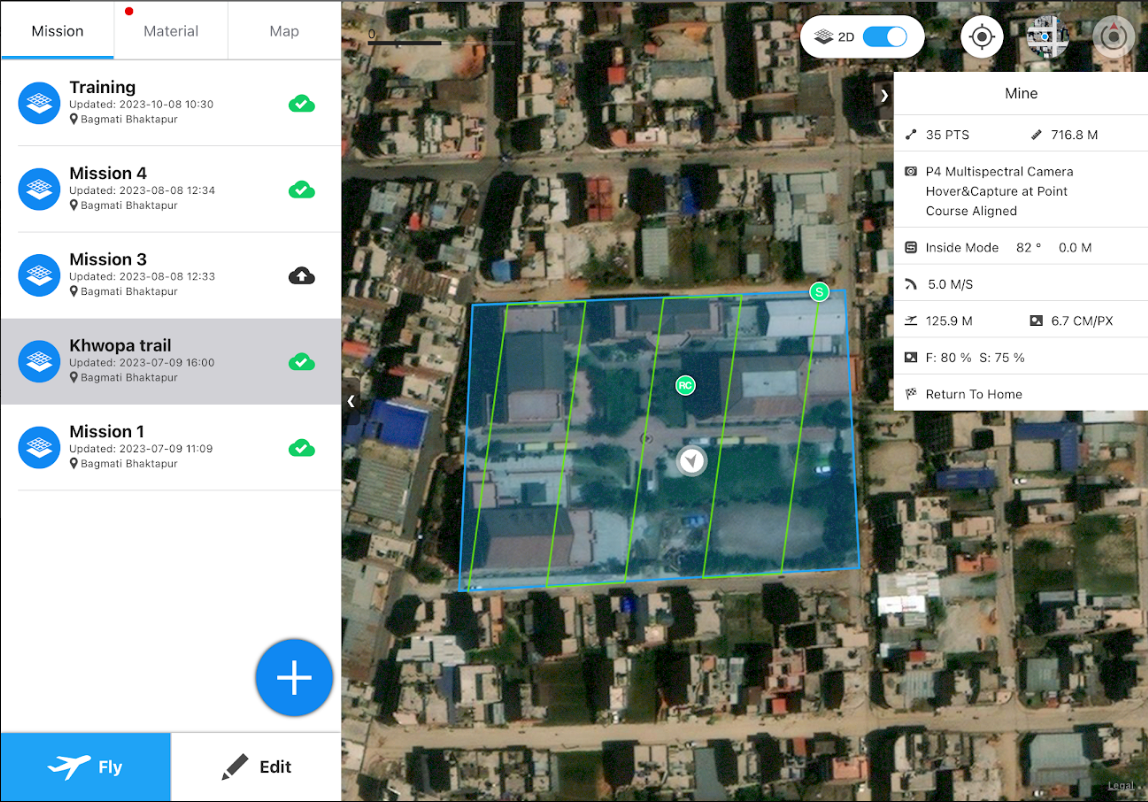 Mission
Material
Map
Training
Updated: 2023-10-08 10:30
Bagmati Bhaktapur
Mission 4
Updated: 2023-08-08 12:34
Bagmati Bhaktapur
Mission 3
Updated: 2023-08-08 12:33
Bagmati Bhaktapur
Khwopa trail
Updated: 2023-07-09 16:00
Bagmati Bhaktapur
Mission 1
Updated: 2023-07-09 11:09
Bagmati Bhaktapur
Fly
Edit
0
2D
S
RC
Mine
35 PTS 716.8 M
P4 Multispectral Camera
Hover&Capture at Point
Course Aligned
Inside Mode 82 ° 0.0 M
5.0 M/S
125.9 M 6.7 CM/PX
F: 80 % S: 75 %
Return To Home
Legal